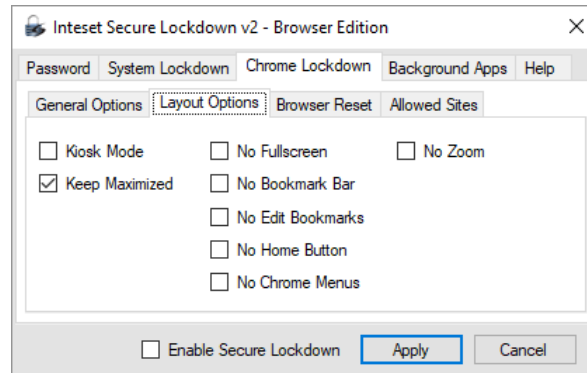 Inteset Secure Lockdown v2 - Browser Edition
Password System Lockdown Chrome Lockdown Background Apps Help
General Options Layout Options Browser Reset Allowed Sites
Kiosk Mode No Fullscreen No Zoom
Keep Maximized No Bookmark Bar
No Edit Bookmarks
No Home Button
No Chrome Menus
Enable Secure Lockdown Apply Cancel